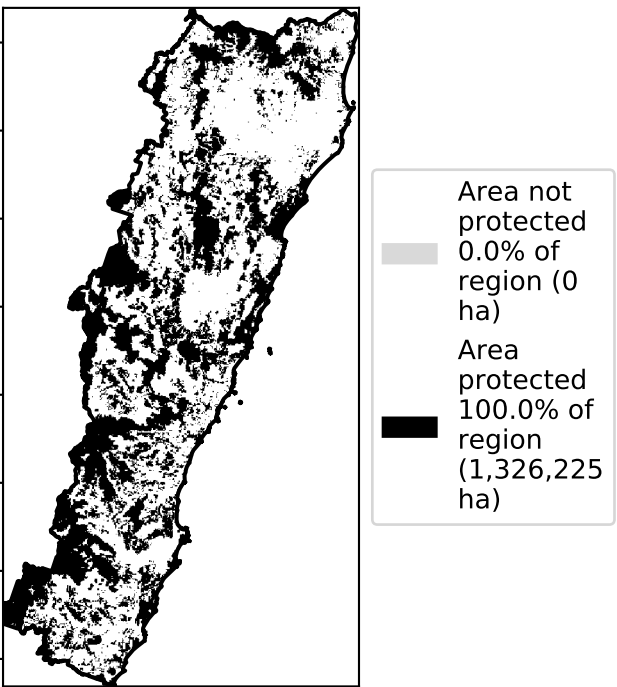 Area not
protected
0.0% of
region (0
ha)
Area
protected
100.0% of
region
(1,326,225
ha)